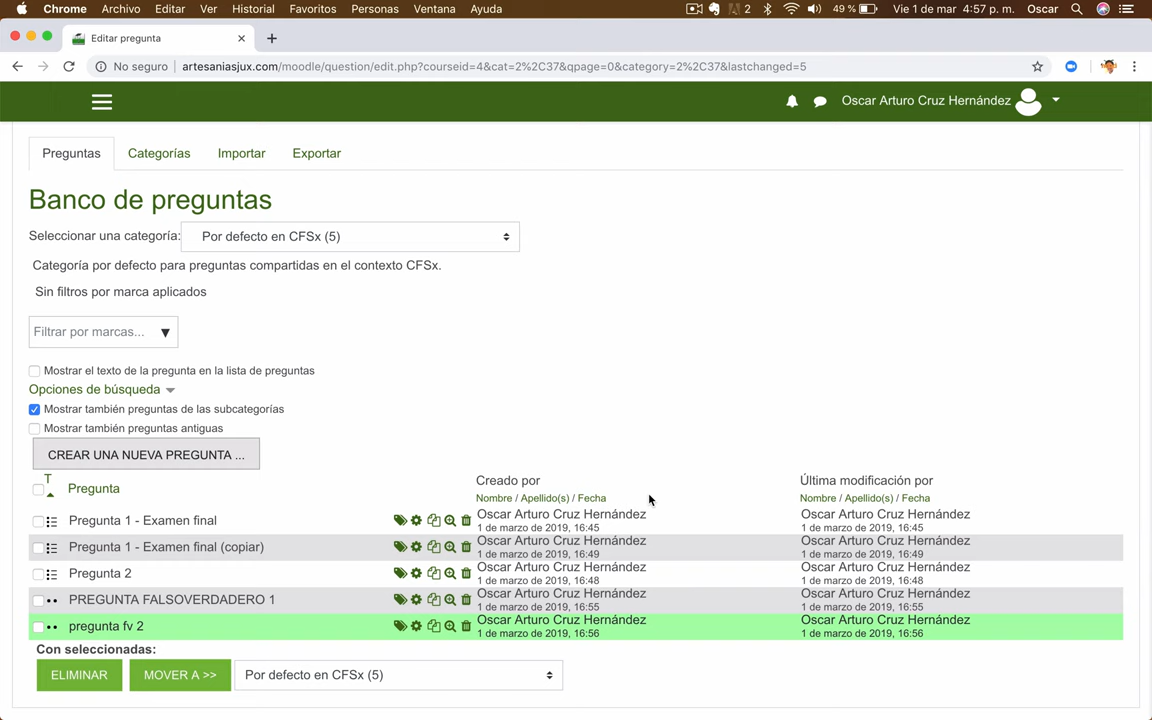 Chrome Archivo Editar Ver Historial Favoritos Personas Ventana Ayuda 2 49 % Vie 1 de mar 4:57 p. m. Oscar
Editar pregunta
No seguro artesaniasjux.com/moodle/question/edit.php?courseid=4&cat=2%2C37&qpage=0&category=2%2C37&lastchanged=5
Oscar Arturo Cruz Hernández
Preguntas Categorías Importar Exportar
Banco de preguntas
Seleccionar una categoría: Por defecto en CFSx (5)
Categoría por defecto para preguntas compartidas en el contexto CFSx.
Sin filtros por marca aplicados
Filtrar por marcas... ▼
Mostrar el texto de la pregunta en la lista de preguntas
Opciones de búsqueda
Mostrar también preguntas de las subcategorías
Mostrar también preguntas antiguas
CREAR UNA NUEVA PREGUNTA ...
T Pregunta Creado por Última modificación por
Nombre / Apellido(s) / Fecha Nombre / Apellido(s) / Fecha
Pregunta 1 - Examen final Oscar Arturo Cruz Hernández Oscar Arturo Cruz Hernández
1 de marzo de 2019, 16:45 1 de marzo de 2019, 16:45
Pregunta 1 - Examen final (copiar) Oscar Arturo Cruz Hernández Oscar Arturo Cruz Hernández
1 de marzo de 2019, 16:49 1 de marzo de 2019, 16:49
Pregunta 2 Oscar Arturo Cruz Hernández Oscar Arturo Cruz Hernández
1 de marzo de 2019, 16:48 1 de marzo de 2019, 16:48
PREGUNTA FALSOVERDADERO 1 Oscar Arturo Cruz Hernández Oscar Arturo Cruz Hernández
1 de marzo de 2019, 16:55 1 de marzo de 2019, 16:55
pregunta fv 2 Oscar Arturo Cruz Hernández Oscar Arturo Cruz Hernández
1 de marzo de 2019, 16:56 1 de marzo de 2019, 16:56
Con seleccionadas:
ELIMINAR MOVER A >> Por defecto en CFSx (5)